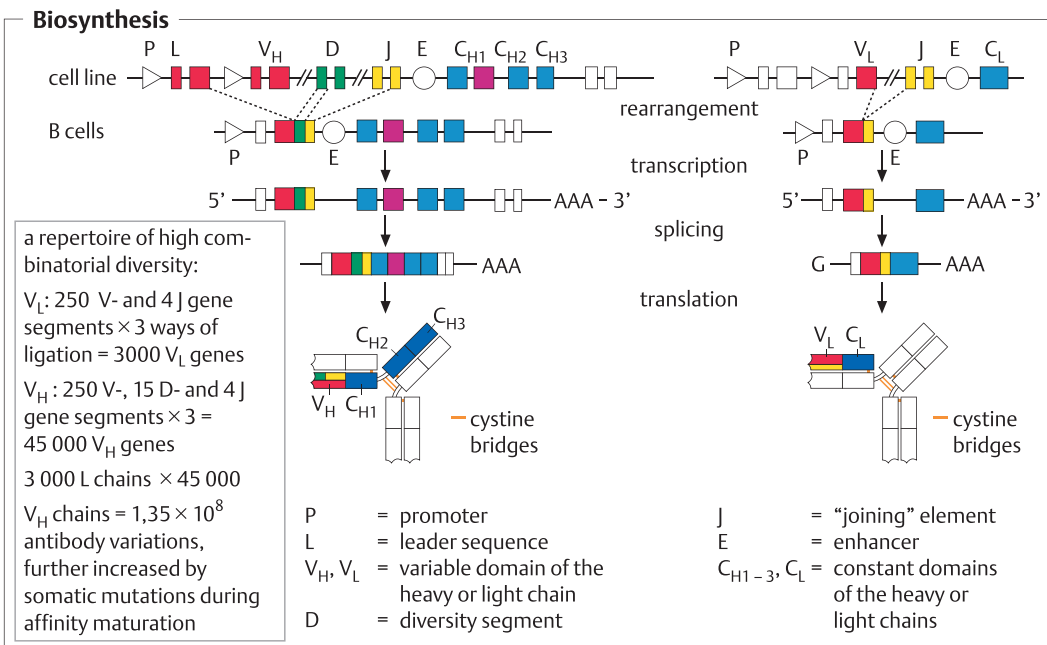 Biosynthesis
P L V_H D J E C_H1 C_H2 C_H3
cell line
B cells
P E
5’ AAA – 3’
AAA
C_H2 C_H3
V_H C_H1
cystine
bridges
rearrangement
transcription
splicing
translation
P V_L J E C_L
P E
5’ AAA – 3’
G AAA
V_L C_L
cystine
bridges
a repertoire of high com-
binatorial diversity:
V_L: 250 V- and 4 J gene
segments × 3 ways of
ligation = 3000 V_L genes
V_H : 250 V-, 15 D- and 4 J
gene segments × 3 =
45 000 V_H genes
3 000 L chains × 45 000
V_H chains = 1,35 × 10^8
antibody variations,
further increased by
somatic mutations during
affinity maturation
P = promoter
L = leader sequence
V_H, V_L = variable domain of the
heavy or light chain
D = diversity segment
J = “joining” element
E = enhancer
C_H1 – 3, C_L = constant domains
of the heavy or
light chains